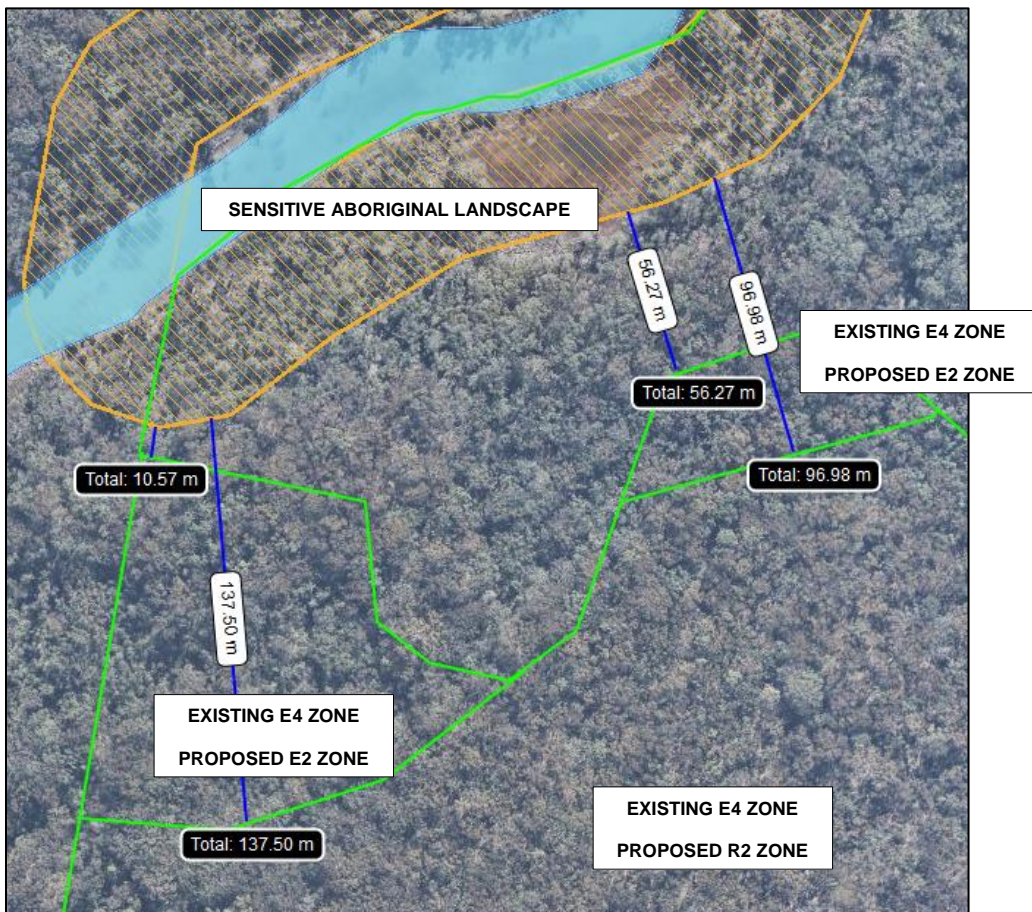 SENSITIVE ABORIGINAL LANDSCAPE
56.27 m
96.98 m
EXISTING E4 ZONE
PROPOSED E2 ZONE
Total: 56.27 m
Total: 10.57 m
Total: 96.98 m
137.50 m
EXISTING E4 ZONE
PROPOSED E2 ZONE
EXISTING E4 ZONE
PROPOSED R2 ZONE
Total: 137.50 m